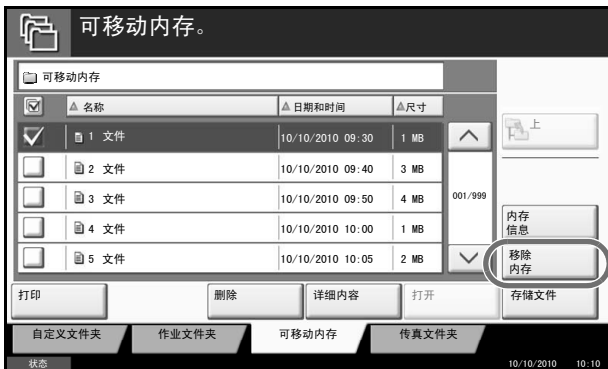 可移动内存。
可移动内存
名称 日期和时间 尺寸
1 文件 10/10/2010 09:30 1 MB
2 文件 10/10/2010 09:40 3 MB
3 文件 10/10/2010 09:50 4 MB
4 文件 10/10/2010 10:00 1 MB
5 文件 10/10/2010 10:05 2 MB
001/999
上
内存
信息
移除
内存
打印 删除 详细内容 打开 存储文件
自定义文件夹 作业文件夹 可移动内存 传真文件夹
状态 10/10/2010 10:10